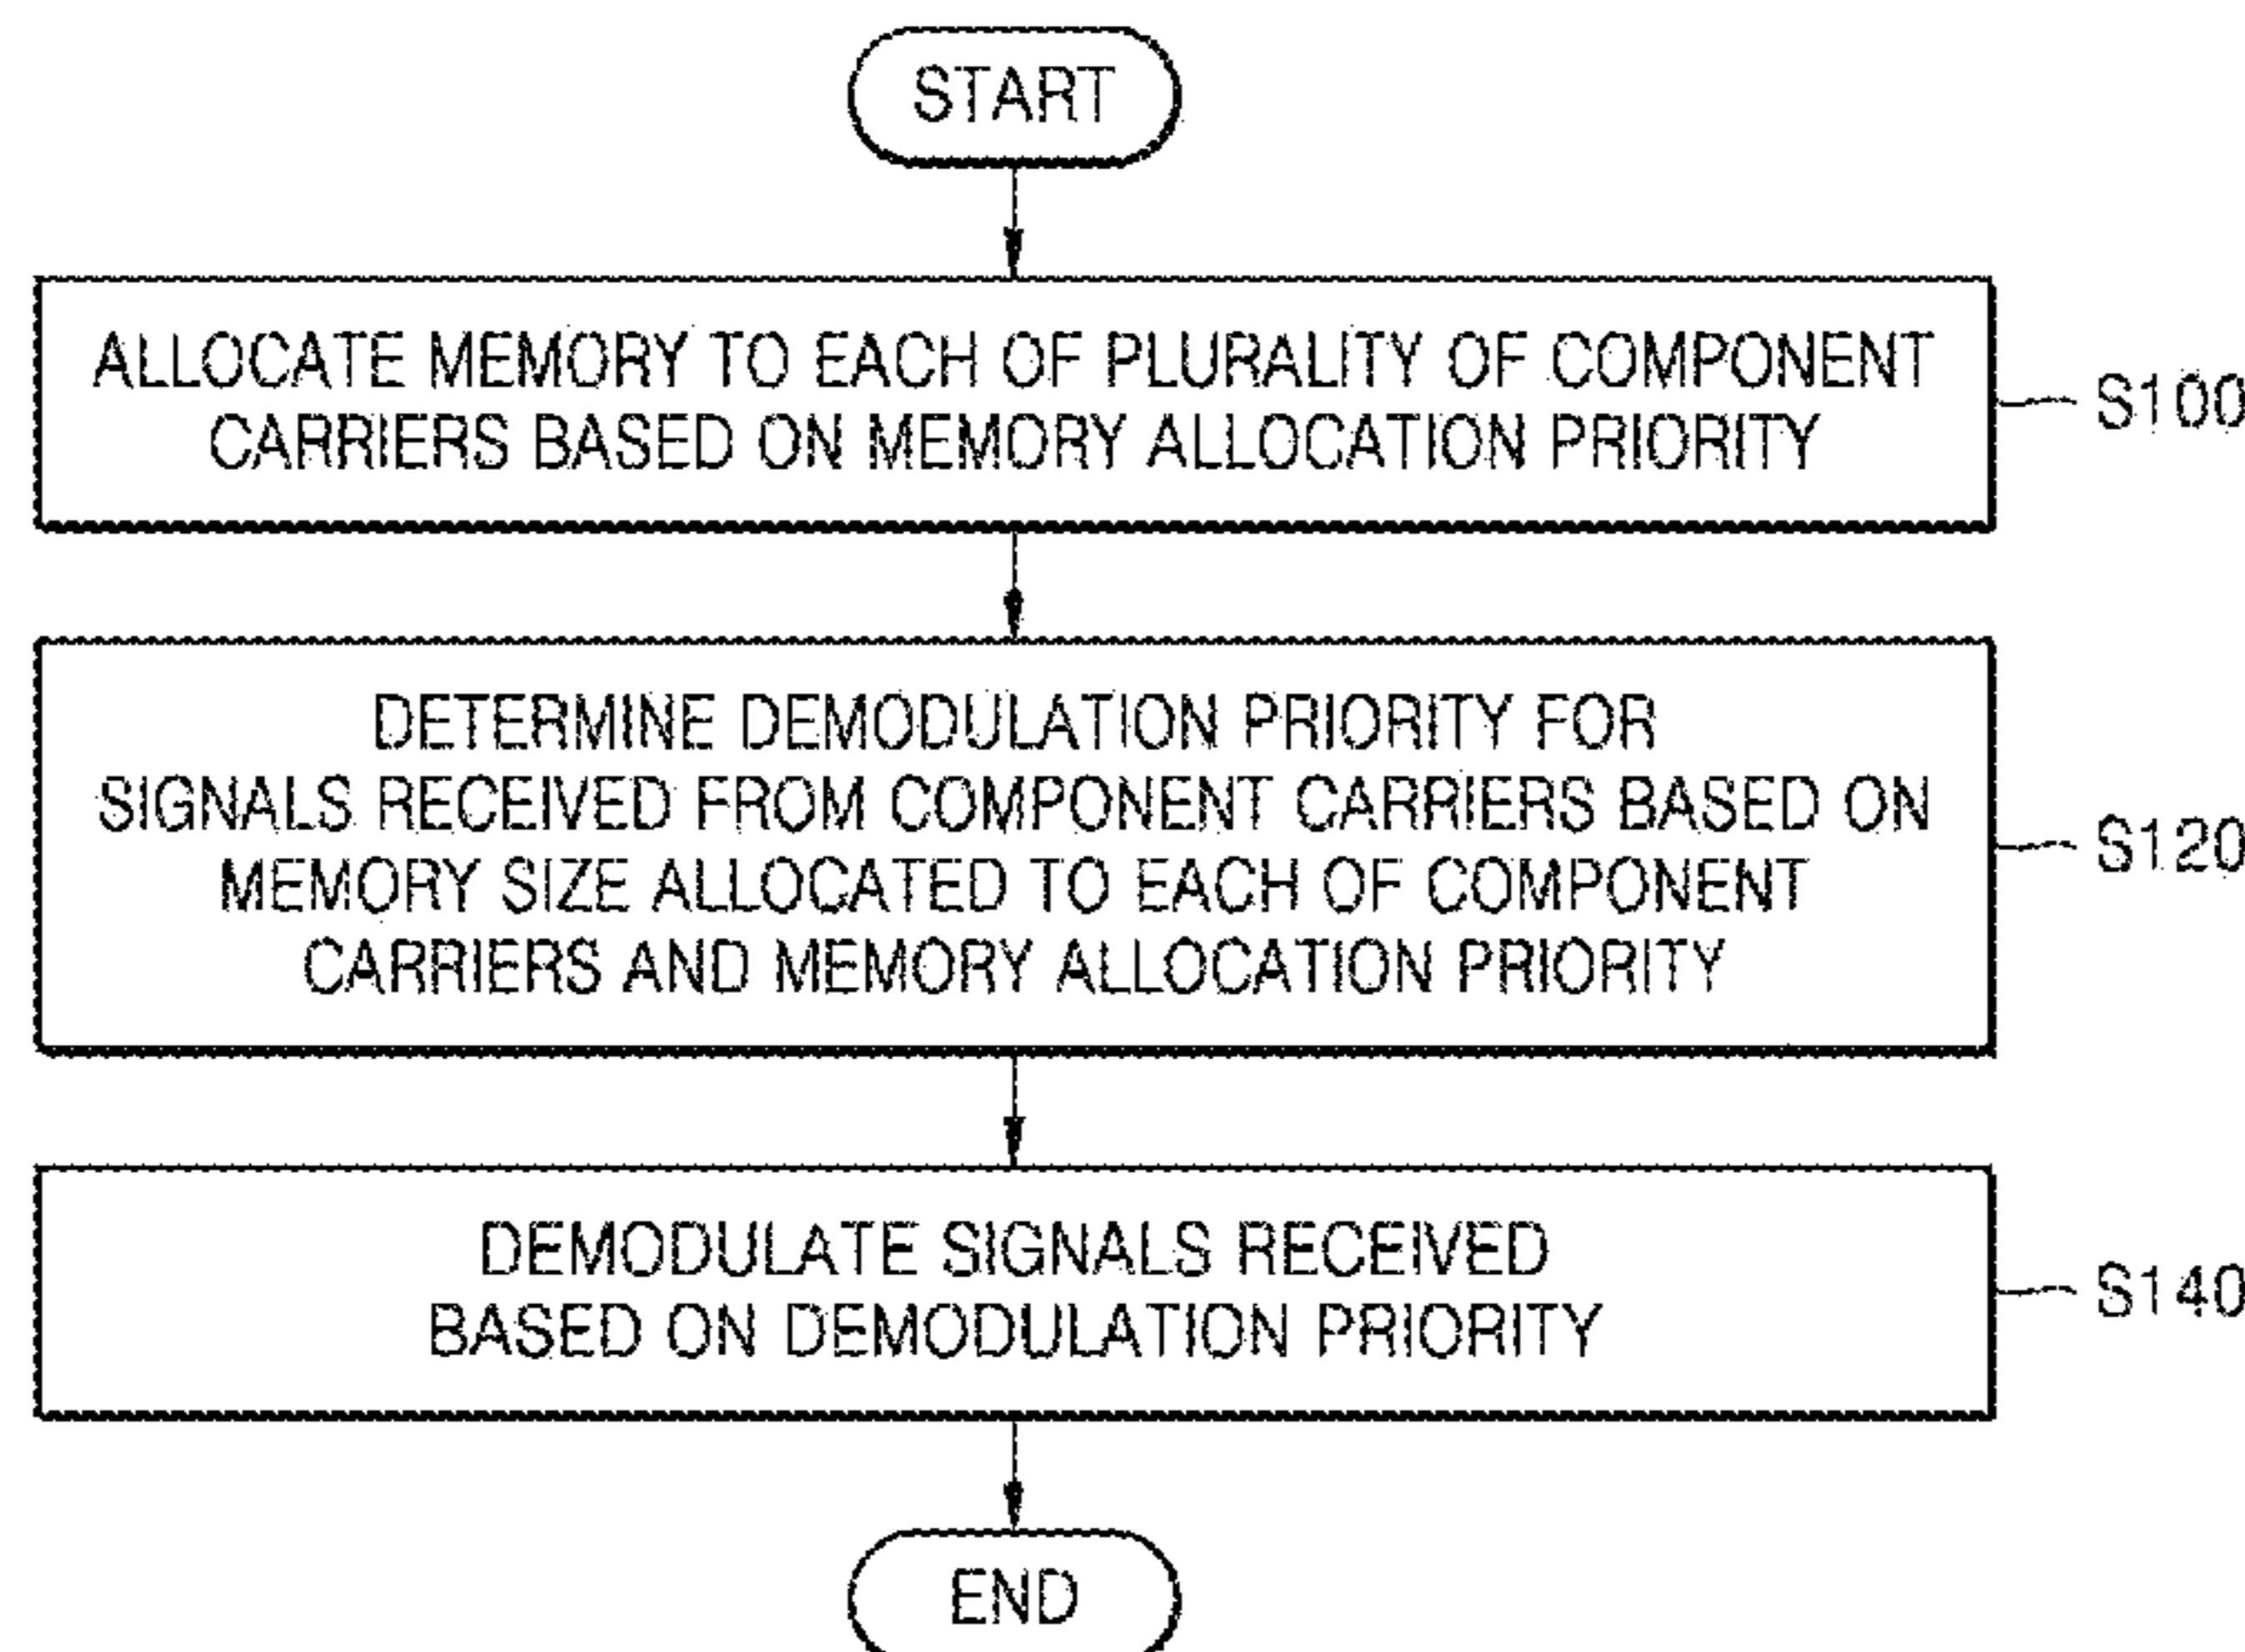 START
ALLOCATE MEMORY TO EACH OF PLURALITY OF COMPONENT
CARRIERS BASED ON MEMORY ALLOCATION PRIORITY
S100
DETERMINE DEMODULATION PRIORITY FOR
SIGNALS RECEIVED FROM COMPONENT CARRIERS BASED ON
MEMORY SIZE ALLOCATED TO EACH OF COMPONENT
CARRIERS AND MEMORY ALLOCATION PRIORITY
S120
DEMODULATE SIGNALS RECEIVED
BASED ON DEMODULATION PRIORITY
S140
END